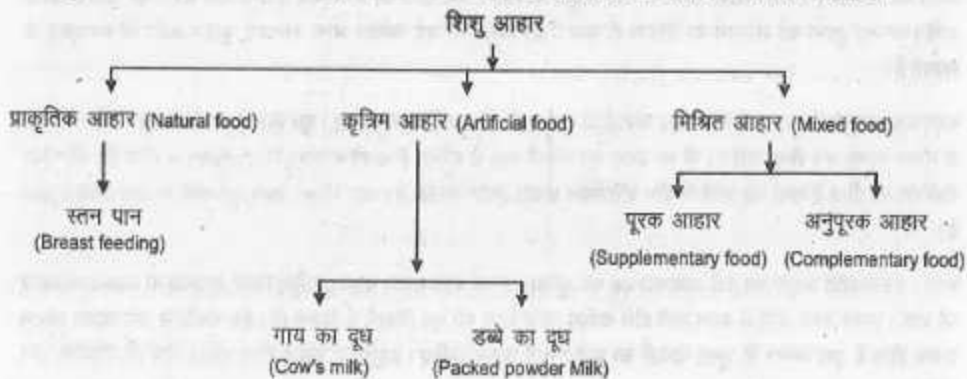 शिशु आहार
प्राकृतिक आहार (Natural food) कृत्रिम आहार (Artificial food) मिश्रित आहार (Mixed food)
स्तन पान
(Breast feeding)
पूरक आहार
(Supplementary food)
अनुपूरक आहार
(Complementary food)
गाय का दूध
(Cow's milk)
डब्बे का दूध
(Packed powder Milk)